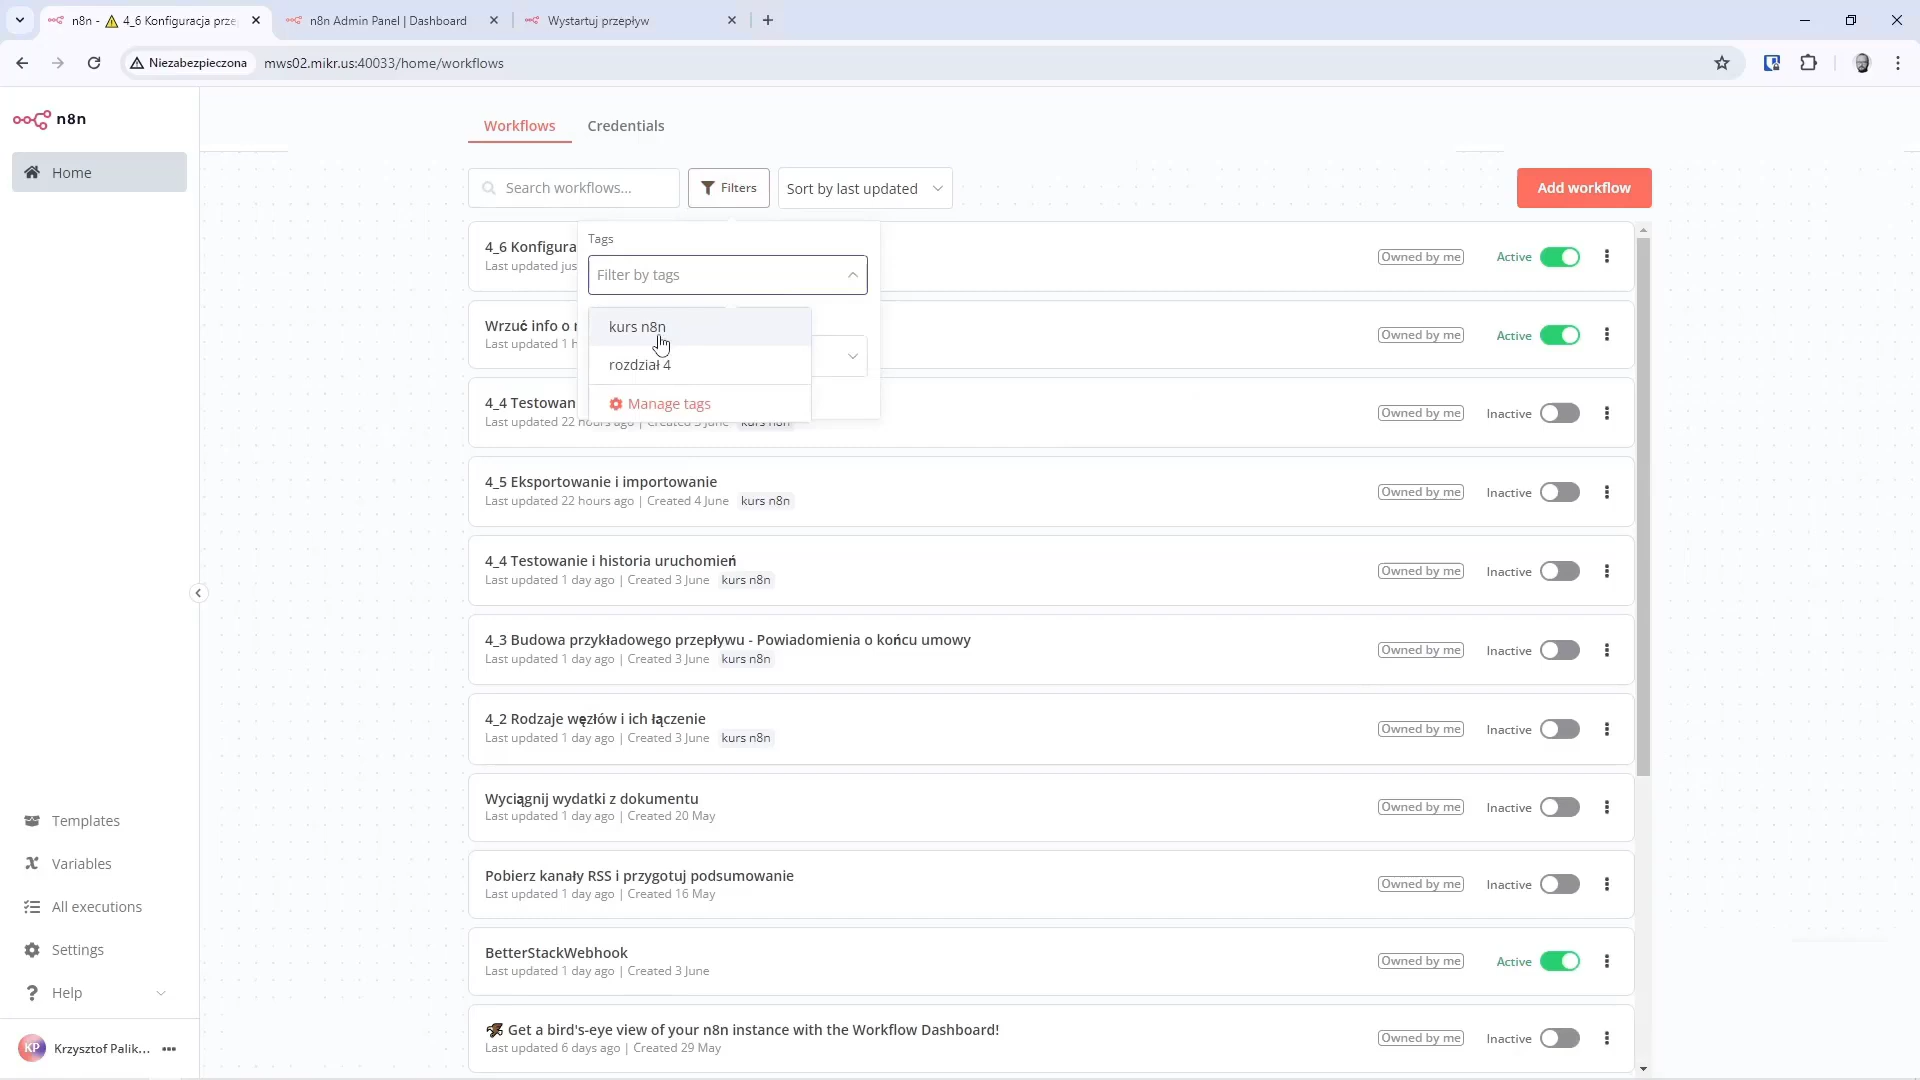 n8n - ⚠ 4_6 Konfiguracja prze
n8n Admin Panel | Dashboard
Wystartuj przepływ
Niezabezpieczona
mws02.mikr.us:40033/home/workflows
n8n
Home
Templates
Variables
All executions
Settings
Help
KP
Krzysztof Palik...
Workflows
Credentials
Search workflows...
Filters
Sort by last updated
Add workflow
Tags
Filter by tags
kurs n8n
rozdział 4
Manage tags
4_6 Konfigura
Last updated jus
Owned by me
Active
Wrzuć info o
Last updated 1 h
Active
4_4 Testowan
Last updated 22 hours ago | Created 3 June kurs n8n
Owned by me
Inactive
4_5 Eksportowanie i importowanie
Last updated 22 hours ago | Created 4 June kurs n8n
Owned by me
Inactive
4_4 Testowanie i historia uruchomień
Last updated 1 day ago | Created 3 June kurs n8n
Owned by me
Inactive
4_3 Budowa przykładowego przepływu - Powiadomienia o końcu umowy
Last updated 1 day ago | Created 3 June kurs n8n
Owned by me
Inactive
4_2 Rodzaje węzłów i ich łączenie
Last updated 1 day ago | Created 3 June kurs n8n
Owned by me
Inactive
Wyciągnij wydatki z dokumentu
Last updated 1 day ago | Created 20 May
Owned by me
Inactive
Pobierz kanały RSS i przygotuj podsumowanie
Last updated 1 day ago | Created 16 May
Owned by me
Inactive
BetterStackWebhook
Last updated 1 day ago | Created 3 June
Owned by me
Active
Get a bird's-eye view of your n8n instance with the Workflow Dashboard!
Last updated 6 days ago | Created 29 May
Owned by me
Inactive